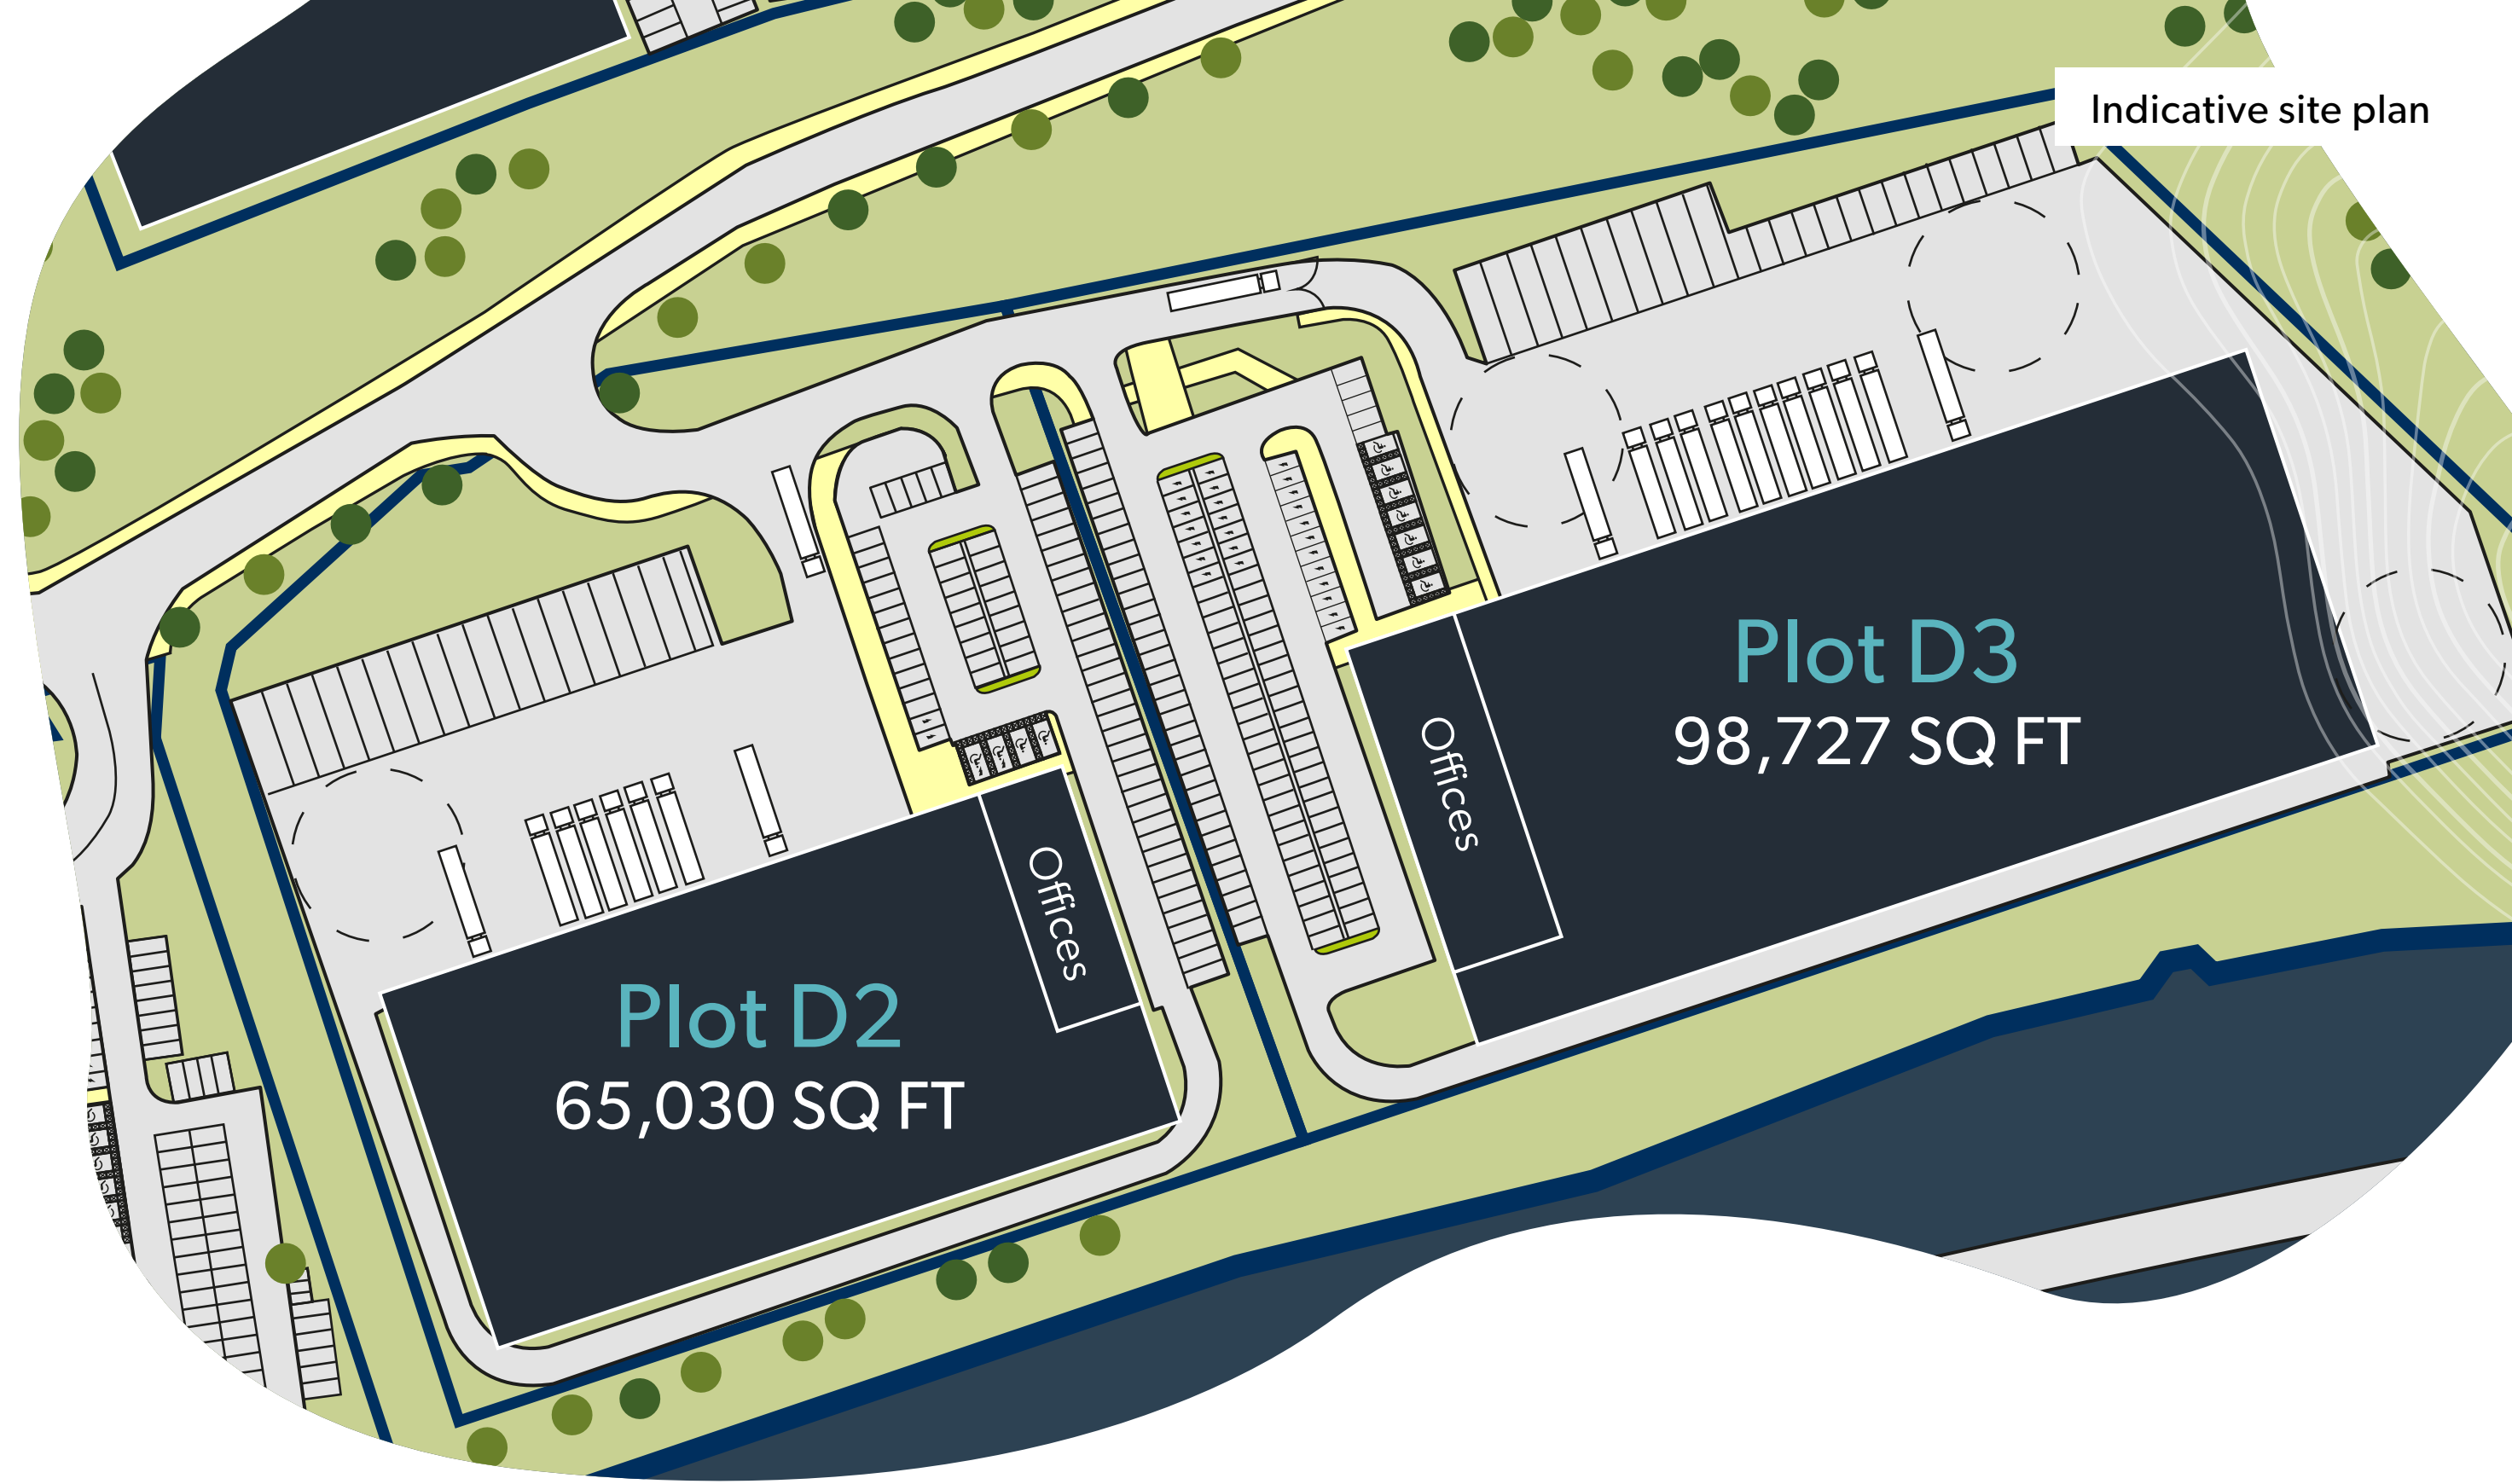 Indicative site plan
Plot D3
98,727 SQ FT
Offices
Offices
Plot D2
65,030 SQ FT